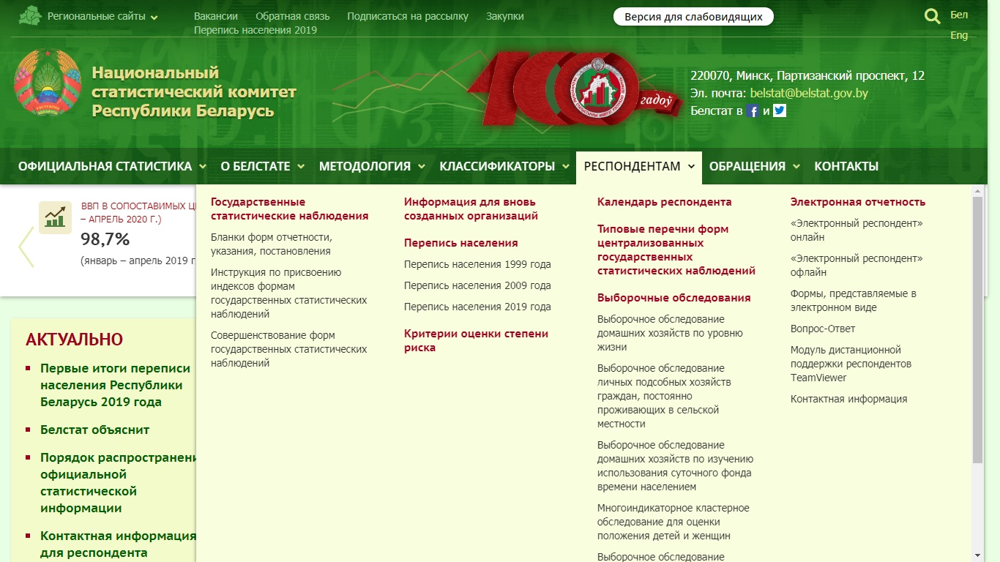 Региональные сайты
Вакансии
Обратная связь
Подписаться на рассылку
Закупки
Перепись населения 2019
Версия для слабовидящих
Бел
Eng
Национальный
статистический комитет
Республики Беларусь
100
гадоў
220070, Минск, Партизанский проспект, 12
Эл. почта: belstat@belstat.gov.by
Белстат в f и
ОФИЦИАЛЬНАЯ СТАТИСТИКА
О БЕЛСТАТЕ
МЕТОДОЛОГИЯ
КЛАССИФИКАТОРЫ
РЕСПОНДЕНТАМ
ОБРАЩЕНИЯ
КОНТАКТЫ
ВВП В СОПОСТАВИМЫХ Ц
– АПРЕЛЬ 2020 Г.)
98,7%
(январь – апрель 2019 г
АКТУАЛЬНО
Первые итоги переписи
населения Республики
Беларусь 2019 года
Белстат объяснит
Порядок распространени
официальной
статистической
информации
Контактная информация
для респондента
Государственные
статистические наблюдения
Бланки форм отчетности,
указания, постановления
Инструкция по присвоению
индексов формам
государственных статистических
наблюдений
Совершенствование форм
государственных статистических
наблюдений
Информация для вновь
созданных организаций
Перепись населения
Перепись населения 1999 года
Перепись населения 2009 года
Перепись населения 2019 года
Критерии оценки степени
риска
Календарь респондента
Типовые перечни форм
централизованных
государственных
статистических наблюдений
Выборочные обследования
Выборочное обследование
домашних хозяйств по уровню
жизни
Выборочное обследование
личных подсобных хозяйств
граждан, постоянно
проживающих в сельской
местности
Выборочное обследование
домашних хозяйств по изучению
использования суточного фонда
времени населением
Многоиндикаторное кластерное
обследование для оценки
положения детей и женщин
Выборочное обследование
Электронная отчетность
«Электронный респондент»
онлайн
«Электронный респондент»
офлайн
Формы, представляемые в
электронном виде
Вопрос-Ответ
Модуль дистанционной
поддержки респондентов
TeamViewer
Контактная информация